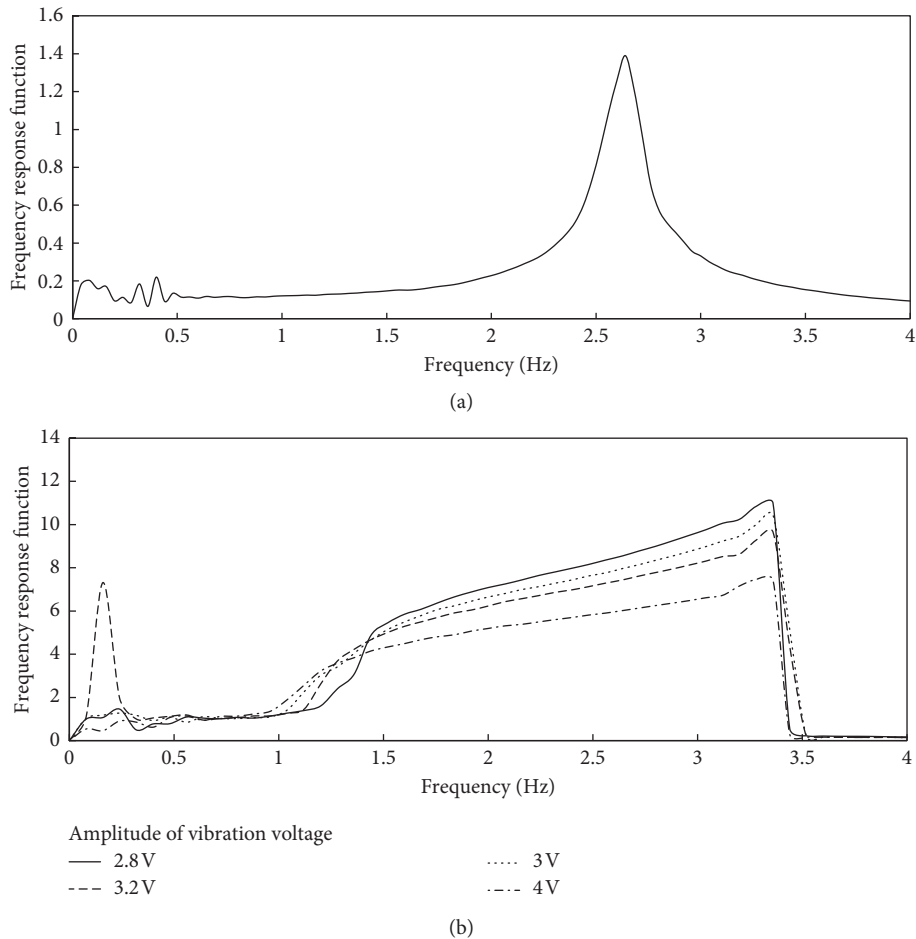 1.6
1.4
1.2
1
0.8
0.6
0.4
0.2
0
Frequency response function
0 0.5 1 1.5 2 2.5 3 3.5 4
Frequency (Hz)
(a)
14
12
10
8
6
4
2
0
Frequency response function
0 0.5 1 1.5 2 2.5 3 3.5 4
Frequency (Hz)
Amplitude of vibration voltage
2.8 V 3 V
3.2 V 4 V
(b)